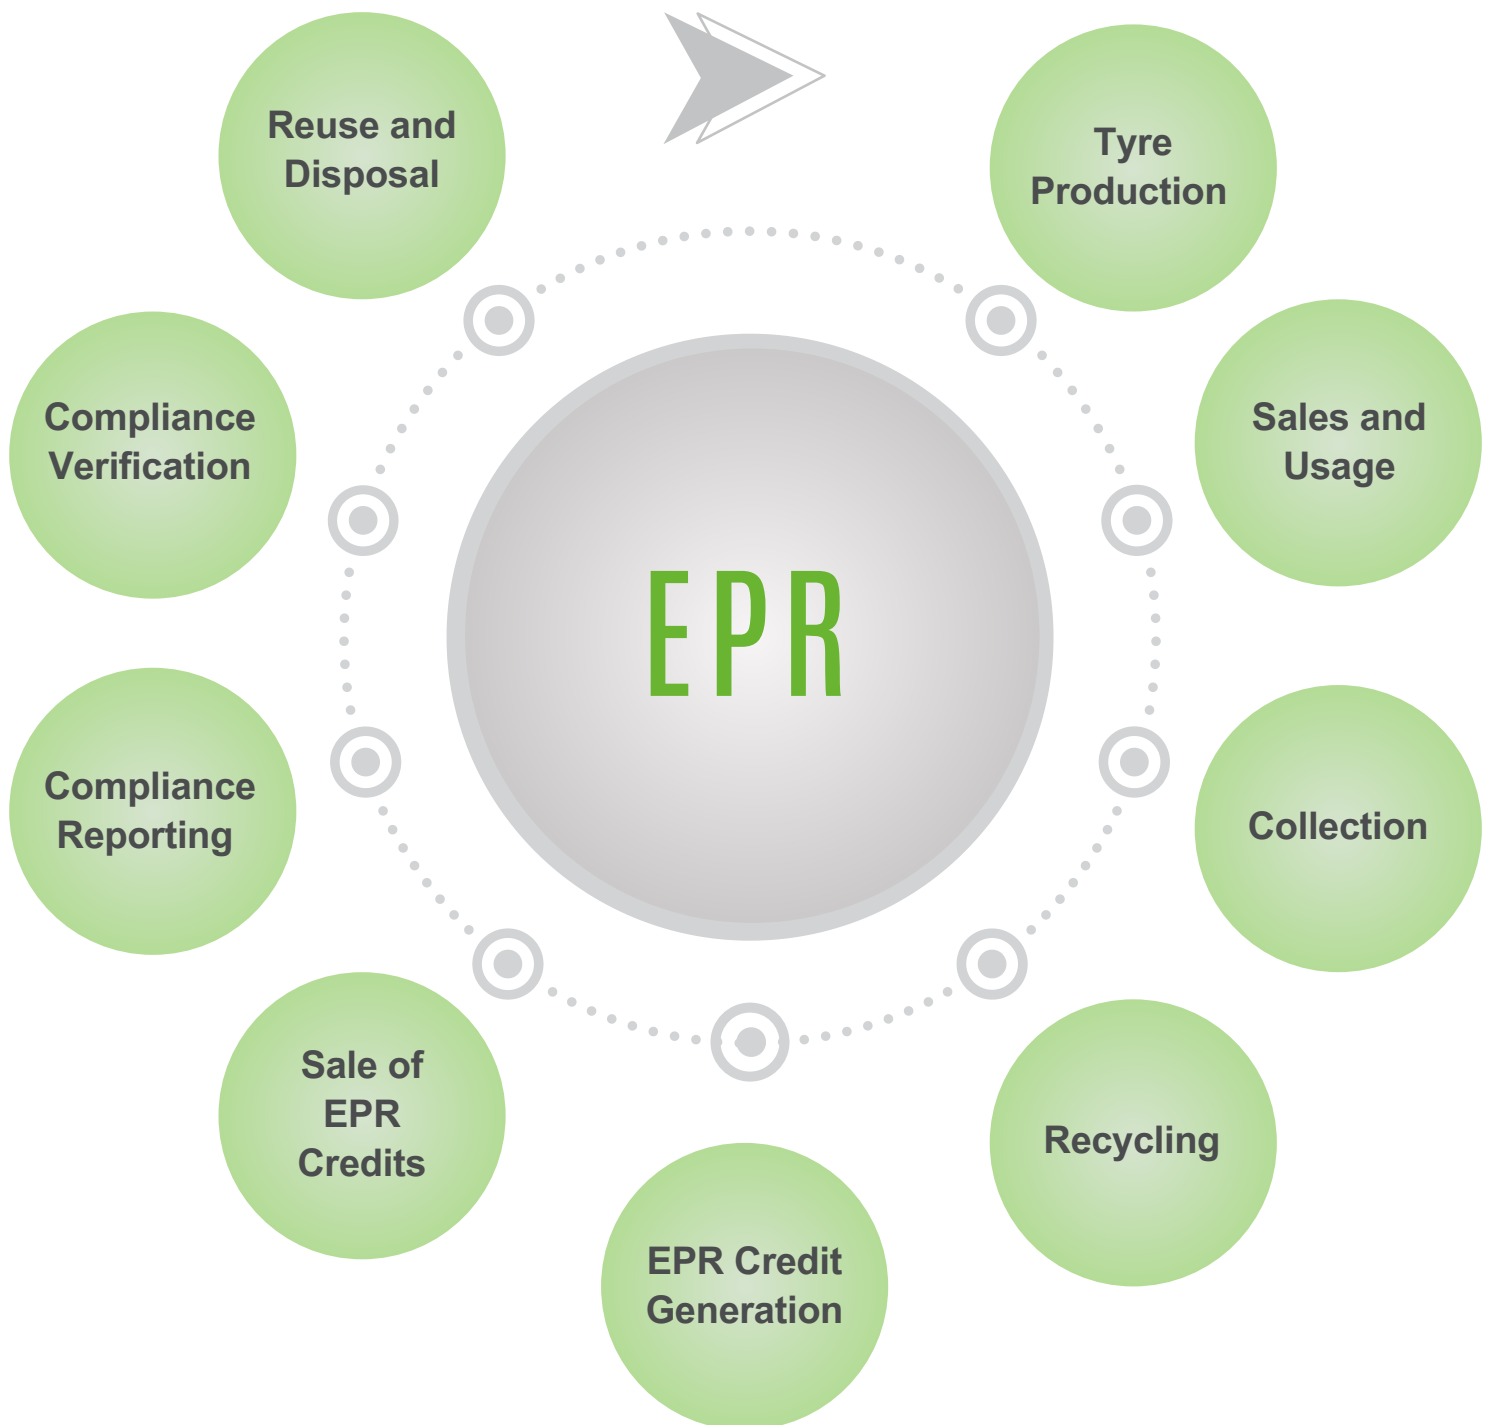 Reuse and
Disposal
Tyre
Production
Compliance
Verification
Sales and
Usage
EPR
Compliance
Reporting
Collection
Sale of
EPR
Credits
Recycling
EPR Credit
Generation